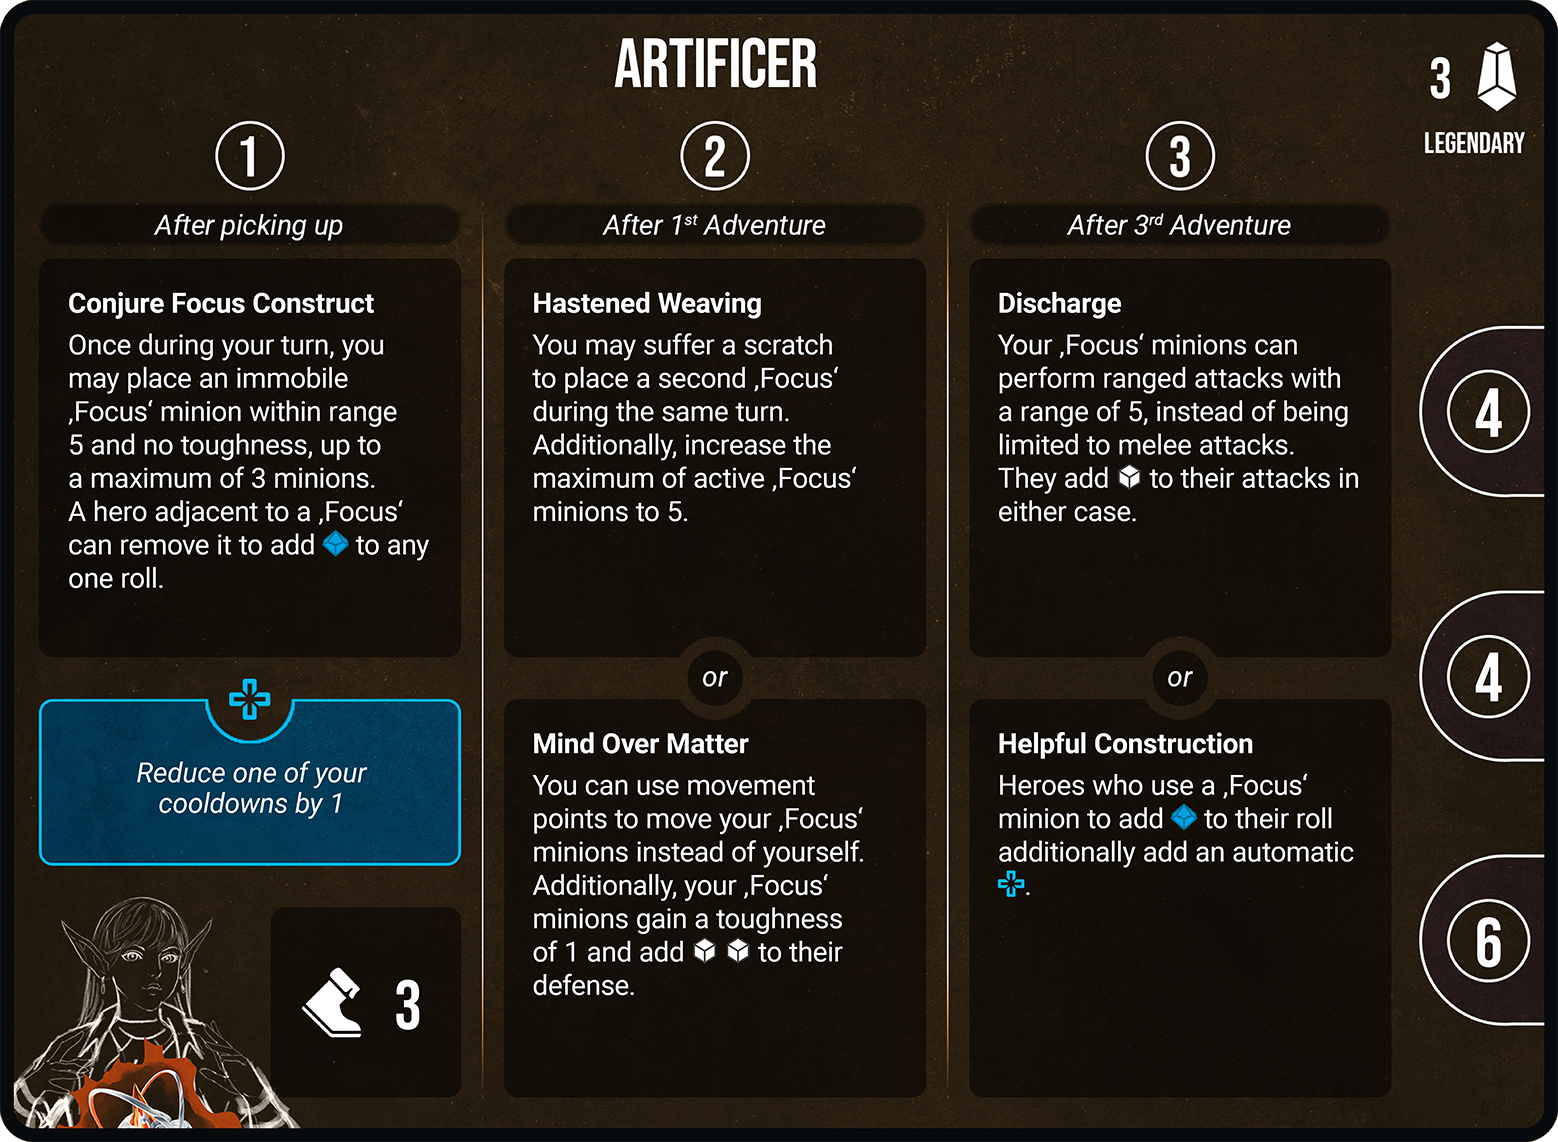 ARTIFICER
3
LEGENDARY
1
After picking up
Conjure Focus Construct
Once during your turn, you
may place an immobile
‚Focus‘ minion within range
5 and no toughness, up to
a maximum of 3 minions.
A hero adjacent to a ‚Focus‘
can remove it to add to any
one roll.
Reduce one of your
cooldowns by 1
3
2
After 1st Adventure
Hastened Weaving
You may suffer a scratch
to place a second ‚Focus‘
during the same turn.
Additionally, increase the
maximum of active ‚Focus‘
minions to 5.
or
Mind Over Matter
You can use movement
points to move your ‚Focus‘
minions instead of yourself.
Additionally, your ‚Focus‘
minions gain a toughness
of 1 and add to their
defense.
3
After 3rd Adventure
Discharge
Your ‚Focus‘ minions can
perform ranged attacks with
a range of 5, instead of being
limited to melee attacks.
They add to their attacks in
either case.
or
Helpful Construction
Heroes who use a ‚Focus‘
minion to add to their roll
additionally add an automatic
.
4
4
6